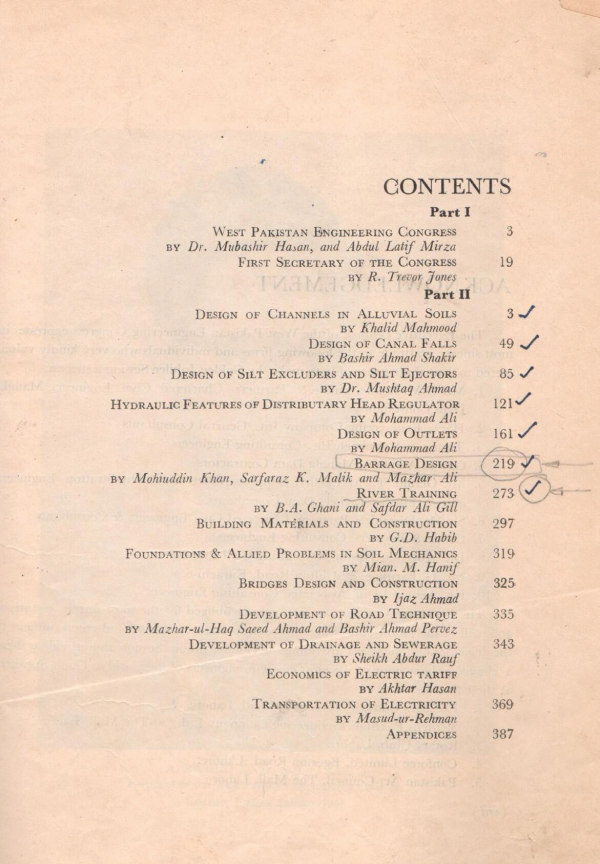 CONTENTS
Part I
WEST PAKISTAN ENGINEERING CONGRESS 3
BY Dr. Mubashir Hasan, and Abdul Latif Mirza
FIRST SECRETARY OF THE CONGRESS 19
BY R. Trevor Jones
Part II
DESIGN OF CHANNELS IN ALLUVIAL SOILS 3
BY Khalid Mahmood
DESIGN OF CANAL FALLS 49
BY Bashir Ahmad Shakir
DESIGN OF SILT EXCLUDERS AND SILT EJECTORS 85
BY Dr. Mushtaq Ahmad
HYDRAULIC FEATURES OF DISTRIBUTARY HEAD REGULATOR 121
BY Mohammad Ali
DESIGN OF OUTLETS 161
BY Mohammad Ali
BARRAGE DESIGN 219
BY Mohiuddin Khan, Sarfaraz K. Malik and Mazhar Ali
RIVER TRAINING 273
BY B.A. Ghani and Safdar Ali Gill
BUILDING MATERIALS AND CONSTRUCTION 297
BY G.D. Habib
FOUNDATIONS & ALLIED PROBLEMS IN SOIL MECHANICS 319
BY Mian. M. Hanif
BRIDGES DESIGN AND CONSTRUCTION 325
BY Ijaz Ahmad
DEVELOPMENT OF ROAD TECHNIQUE 335
BY Mazhar-ul-Haq Saeed Ahmad and Bashir Ahmad Pervez
DEVELOPMENT OF DRAINAGE AND SEWERAGE 343
BY Sheikh Abdur Rauf
ECONOMICS OF ELECTRIC TARIFF
BY Akhtar Hasan
TRANSPORTATION OF ELECTRICITY 369
BY Masud-ur-Rehman
APPENDICES 387